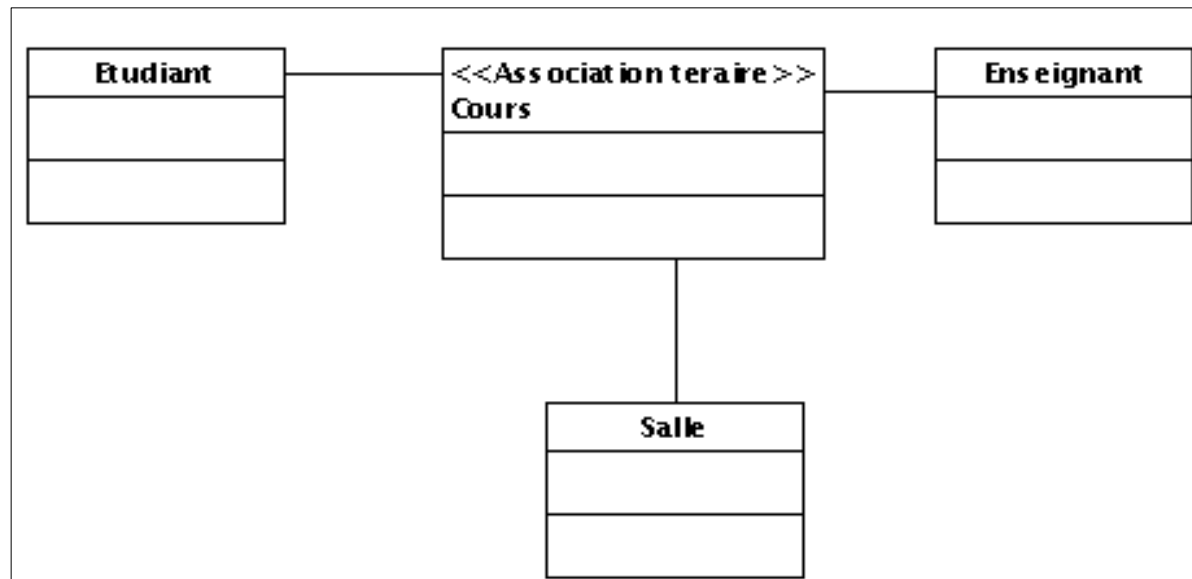 Etudiant
<<Association teraire>>
Cours
Enseignant
Salle